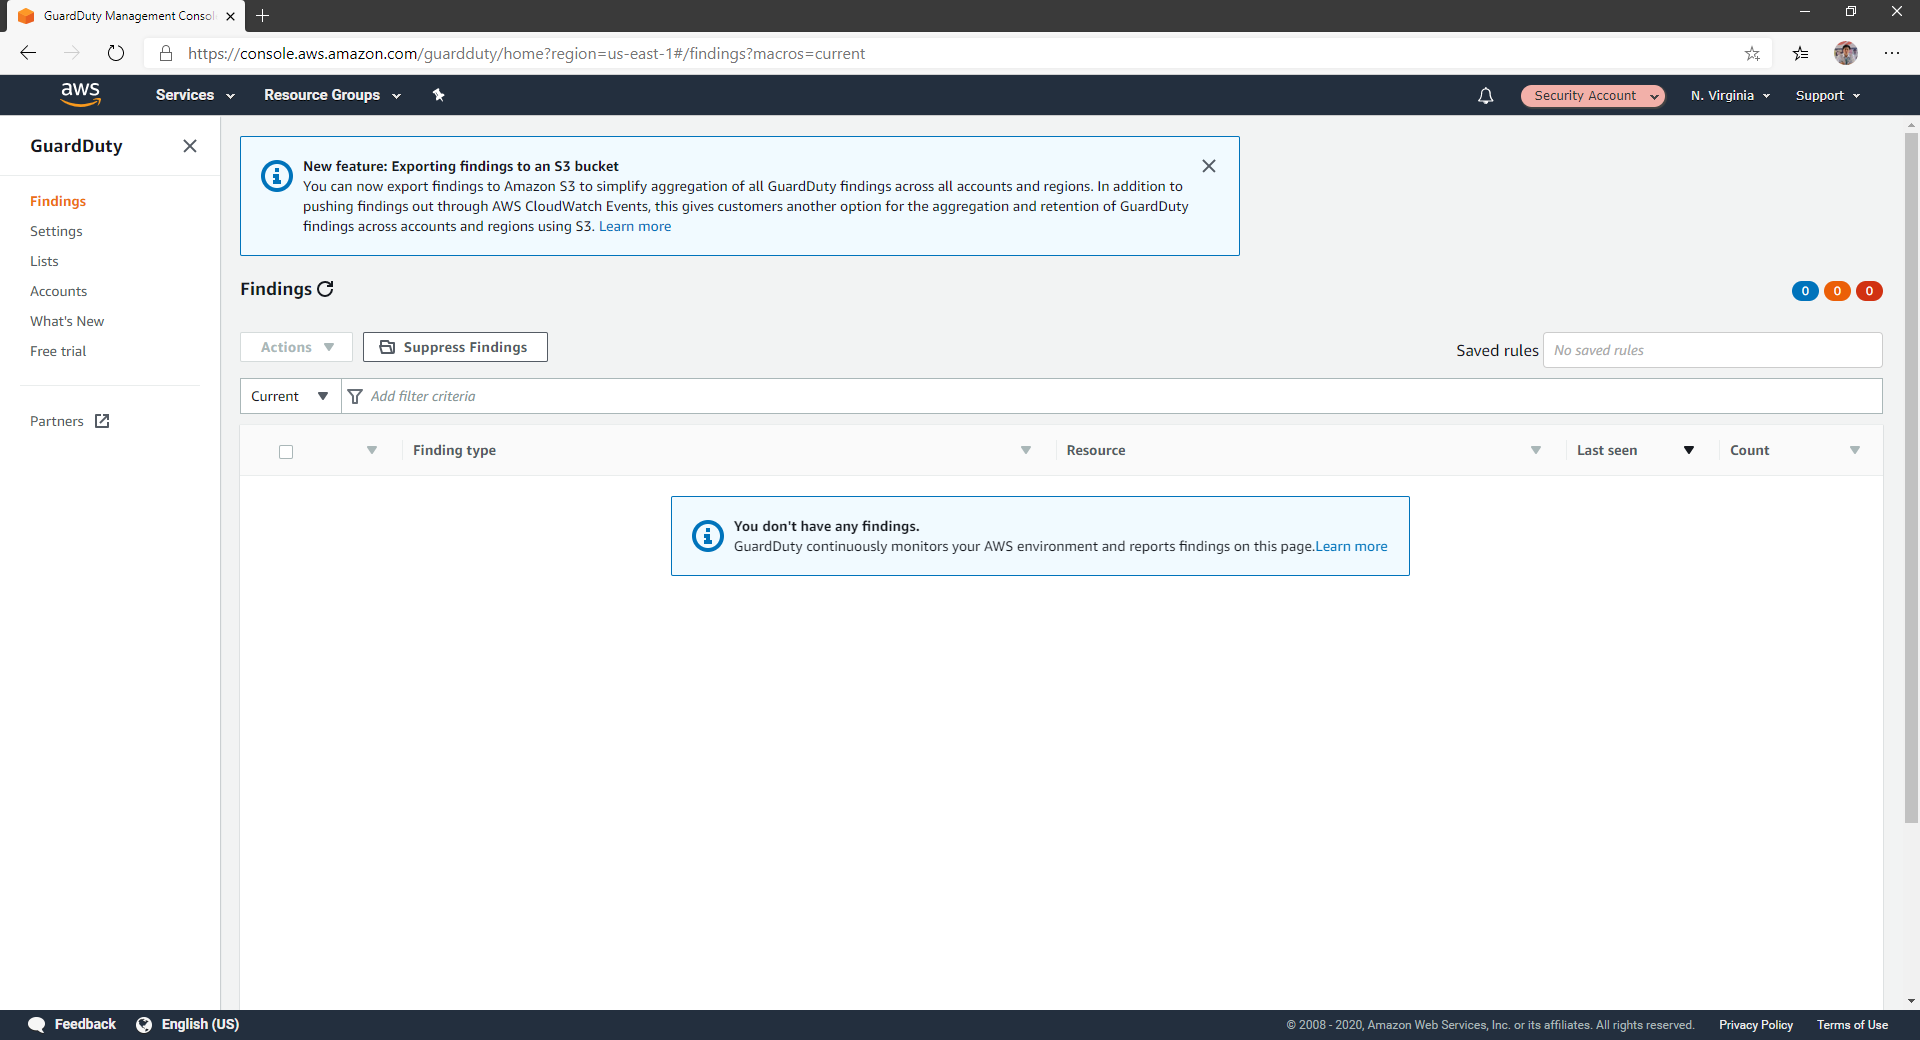 GuardDuty Management Consol
https://console.aws.amazon.com/guardduty/home?region=us-east-1#/findings?macros=current
aws
Services
Resource Groups
Security Account
N. Virginia
Support
GuardDuty
Findings
Settings
Lists
Accounts
What's New
Free trial
Partners
New feature: Exporting findings to an S3 bucket
You can now export findings to Amazon S3 to simplify aggregation of all GuardDuty findings across all accounts and regions. In addition to
pushing findings out through AWS CloudWatch Events, this gives customers another option for the aggregation and retention of GuardDuty
findings across accounts and regions using S3. Learn more
Findings
0 0 0
Actions
Suppress Findings
Saved rules
No saved rules
Current
Add filter criteria
Finding type
Resource
Last seen
Count
You don't have any findings.
GuardDuty continuously monitors your AWS environment and reports findings on this page.Learn more
Feedback
English (US)
© 2008 - 2020, Amazon Web Services, Inc. or its affiliates. All rights reserved.
Privacy Policy
Terms of Use